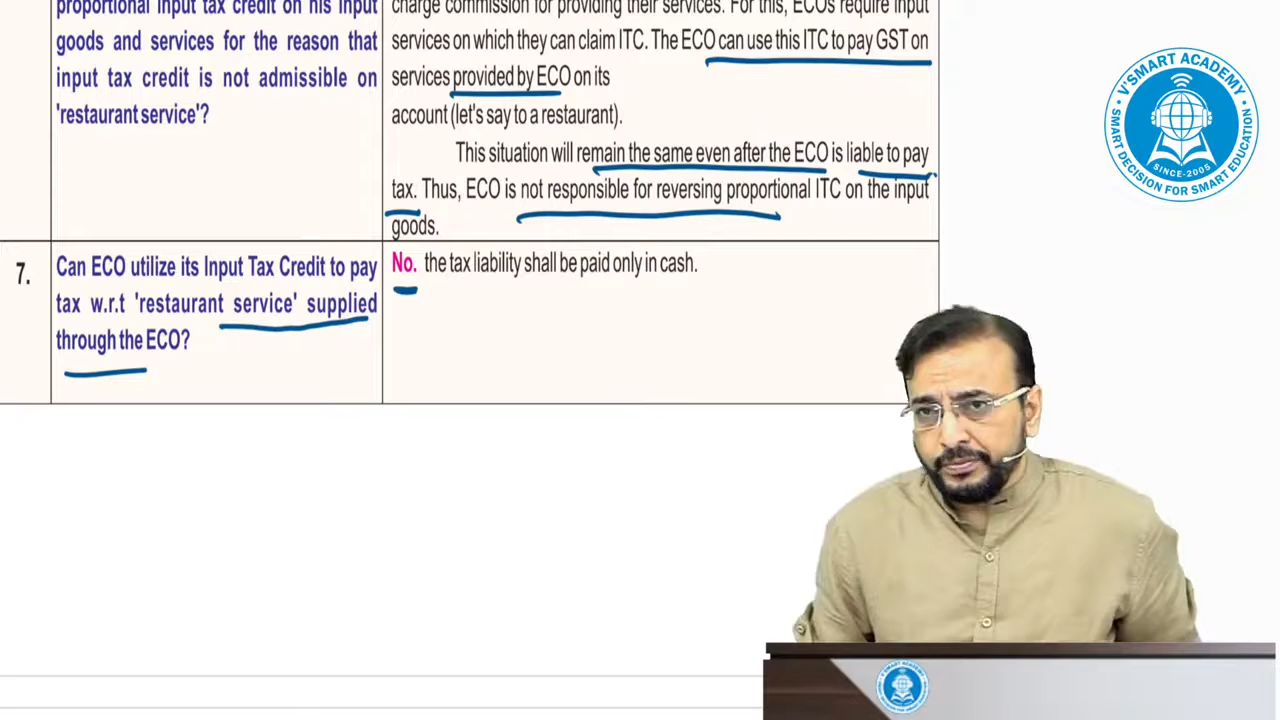 proportional input tax credit on his input
goods and services for the reason that
input tax credit is not admissible on
'restaurant service'?
charge commission for providing their services. For this, ECOs require input
services on which they can claim ITC. The ECO can use this ITC to pay GST on
services provided by ECO on its
account (let's say to a restaurant).
This situation will remain the same even after the ECO is liable to pay
tax. Thus, ECO is not responsible for reversing proportional ITC on the input
goods.
7.
Can ECO utilize its Input Tax Credit to pay
tax w.r.t 'restaurant service' supplied
through the ECO?
No. the tax liability shall be paid only in cash.
V'SMART ACADEMY
SINCE-2005
SMART DECISION FOR SMART EDUCATION
V'SMART ACADEMY